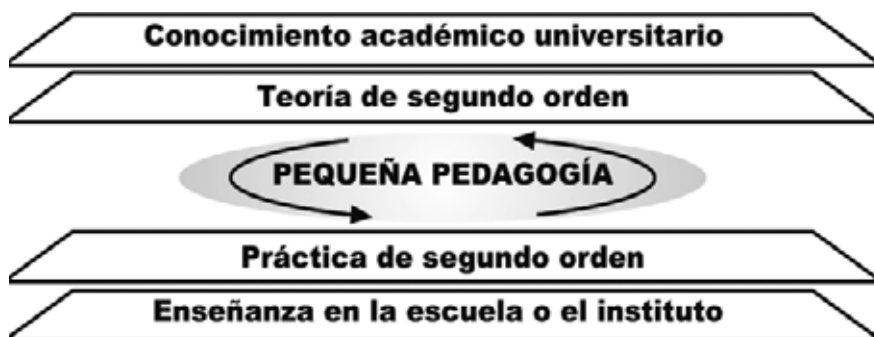 Conocimiento académico universitario
Teoría de segundo orden
PEQUEÑA PEDAGOGÍA
Práctica de segundo orden
Enseñanza en la escuela o el instituto